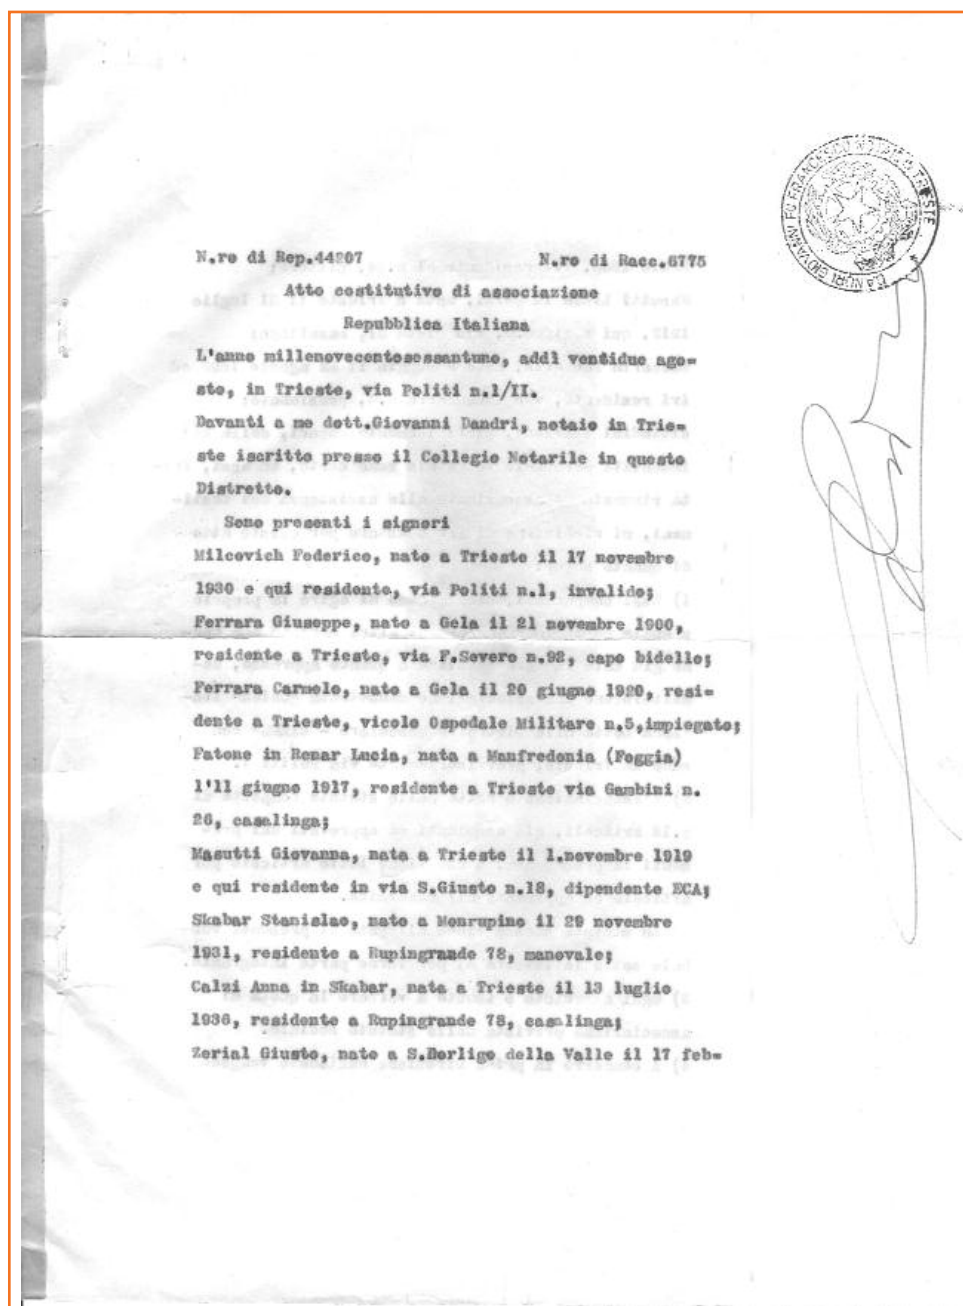 N.ro di Rep.44207 N.ro di Racc.6775
Atto costitutivo di associazione
Repubblica Italiana
L'anno millenovecentosessantuno, addì ventidue ago=
sto, in Trieste, via Politi n.1/II.
Davanti a me dott.Giovanni Dandri, notaio in Trie=
ste iscritto presso il Collegio Notarile in questo
Distretto.
Sono presenti i signori
Milcovich Federico, nato a Trieste il 17 novembre
1930 e qui residente, via Politi n.1, invalido;
Ferrara Giuseppe, nato a Gela il 21 novembre 1900,
residente a Trieste, via F.Severo n.92, capo bidello;
Ferrara Carmelo, nato a Gela il 20 giugno 1920, resi=
dente a Trieste, vicolo Ospedale Militare n.5,impiegato;
Fatone in Renar Lucia, nata a Manfredonia (Foggia)
l'11 giugno 1917, residente a Trieste via Gambini n.
26, casalinga;
Masutti Giovanna, nata a Trieste il 1.novembre 1919
e qui residente in via S.Giusto n.18, dipendente ECA;
Skabar Stanislao, nato a Monrupino il 29 novembre
1931, residente a Rupingrande 78, manovale;
Calzi Anna in Skabar, nata a Trieste il 13 luglio
1936, residente a Rupingrande 78, casalinga;
Zerial Giusto, nato a S.Dorligo della Valle il 17 feb=
DANDRI GIOVANNI FU FRANCESCO NOTAIO TRIESTE